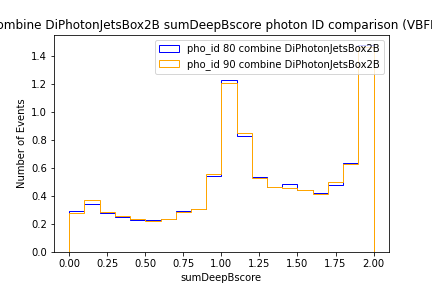 combine DiPhotonJetsBox2B sumDeepBscore photon ID comparison (VBF
pho_id 80 combine DiPhotonJetsBox2B
pho_id 90 combine DiPhotonJetsBox2B
Number of Events
1.4
1.2
1.0
0.8
0.6
0.4
0.2
0.0
0.00 0.25 0.50 0.75 1.00 1.25 1.50 1.75 2.00
sumDeepBscore